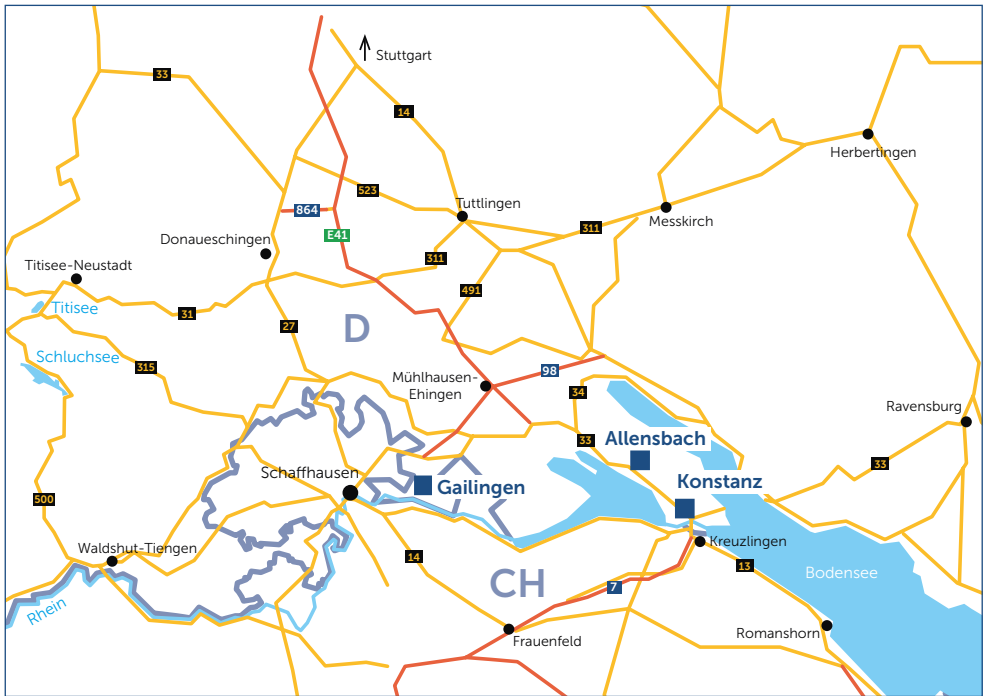 Stuttgart
33
14
Herbertingen
523
864
Tuttlingen
Messkirch
E41
311
Donaueschingen
311
Titisee-Neustadt
491
Titisee
31
27
D
Schluchsee
315
98
Mühlhausen-
Ehingen
34
Ravensburg
33
Allensbach
33
Schaffhausen
Konstanz
Gailingen
500
Kreuzlingen
Waldshut-Tiengen
14
13
Bodensee
CH
7
Rhein
Romanshorn
Frauenfeld